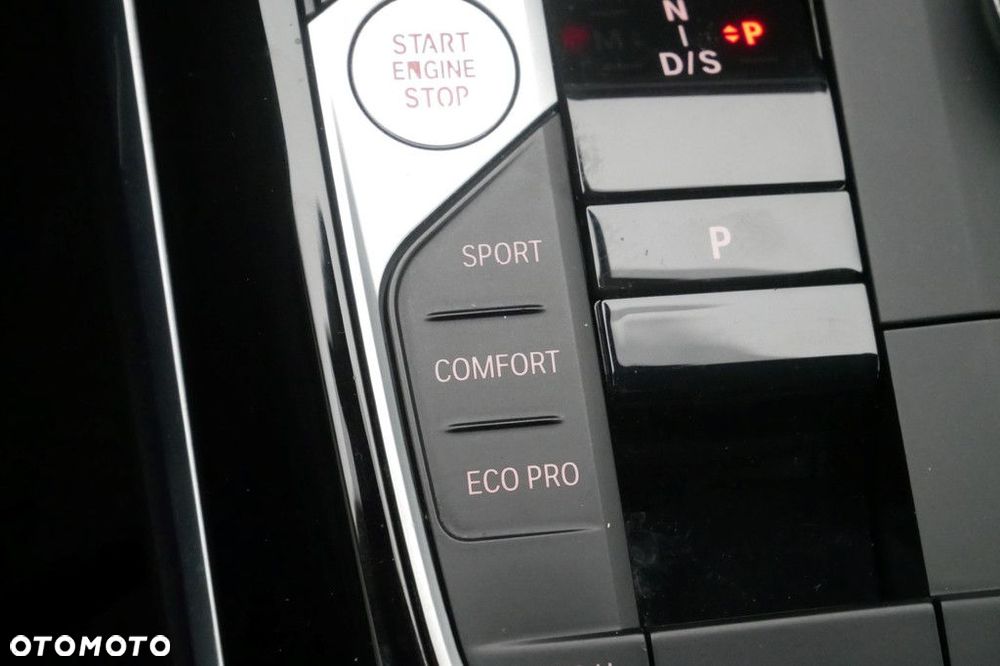 START
ENGINE
STOP
N
I
D/S
P
P
SPORT
COMFORT
ECO PRO
OTOMOTO